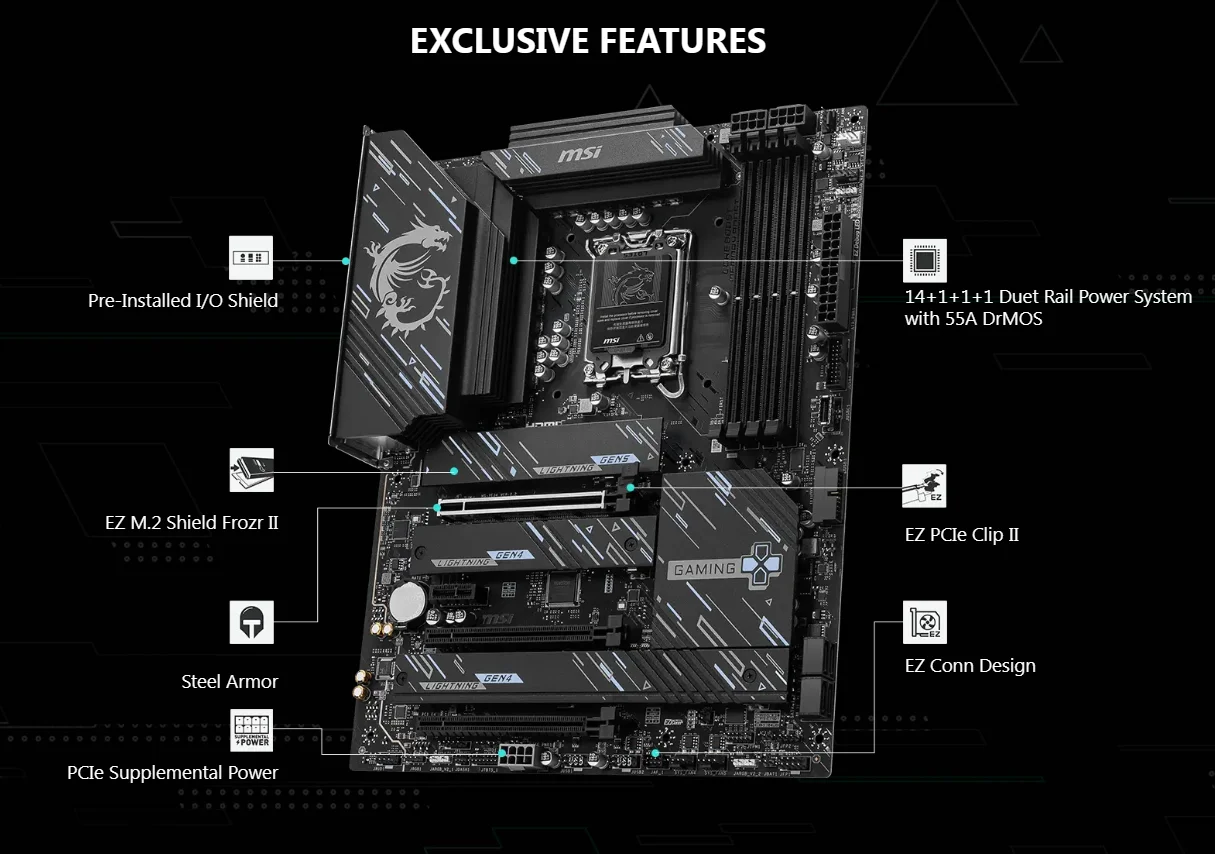 EXCLUSIVE FEATURES
msi
Pre-Installed I/O Shield
14+1+1+1 Duet Rail Power System
with 55A DrMOS
msi
LIGHTNING GEN5
EZ M.2 Shield Frozr II
EZ
EZ PCIe Clip II
LIGHTNING GEN4
GAMING
msi
Steel Armor
EZ
EZ Conn Design
LIGHTNING GEN4
SUPPLEMENTAL
POWER
PCIe Supplemental Power